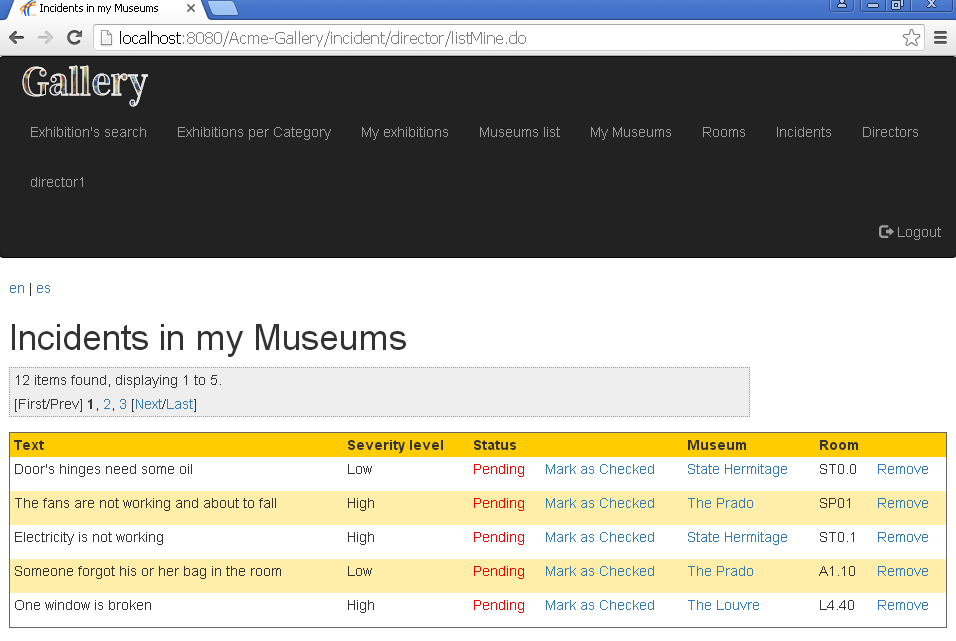 Incidents in my Museums
localhost:8080/Acme-Gallery/incident/director/listMine.do
Gallery
Exhibition's search Exhibitions per Category My exhibitions Museums list My Museums Rooms Incidents Directors
director1
Logout
en | es
Incidents in my Museums
12 items found, displaying 1 to 5.
[First/Prev] 1, 2, 3 [Next/Last]
Text Severity level Status Museum Room
Door's hinges need some oil Low Pending Mark as Checked State Hermitage ST0.0 Remove
The fans are not working and about to fall High Pending Mark as Checked The Prado SP01 Remove
Electricity is not working High Pending Mark as Checked State Hermitage ST0.1 Remove
Someone forgot his or her bag in the room Low Pending Mark as Checked The Prado A1.10 Remove
One window is broken High Pending Mark as Checked The Louvre L4.40 Remove